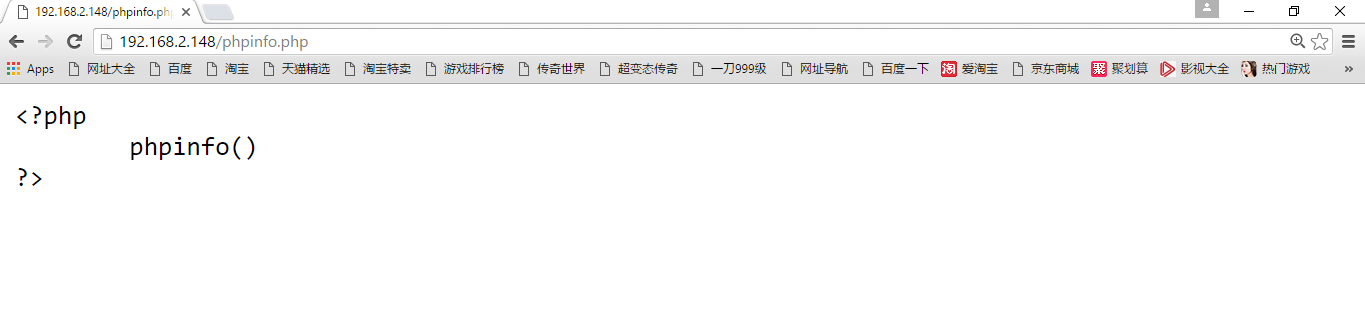 192.168.2.148/phpinfo.ph
192.168.2.148/phpinfo.php
Apps 网址大全 百度 淘宝 天猫精选 淘宝特卖 游戏排行榜 传奇世界 超变态传奇 一刀999级 网址导航 百度一下 淘 爱淘宝 京东商城 聚 聚划算 影视大全 热门游戏 »
<?php
phpinfo()
?>